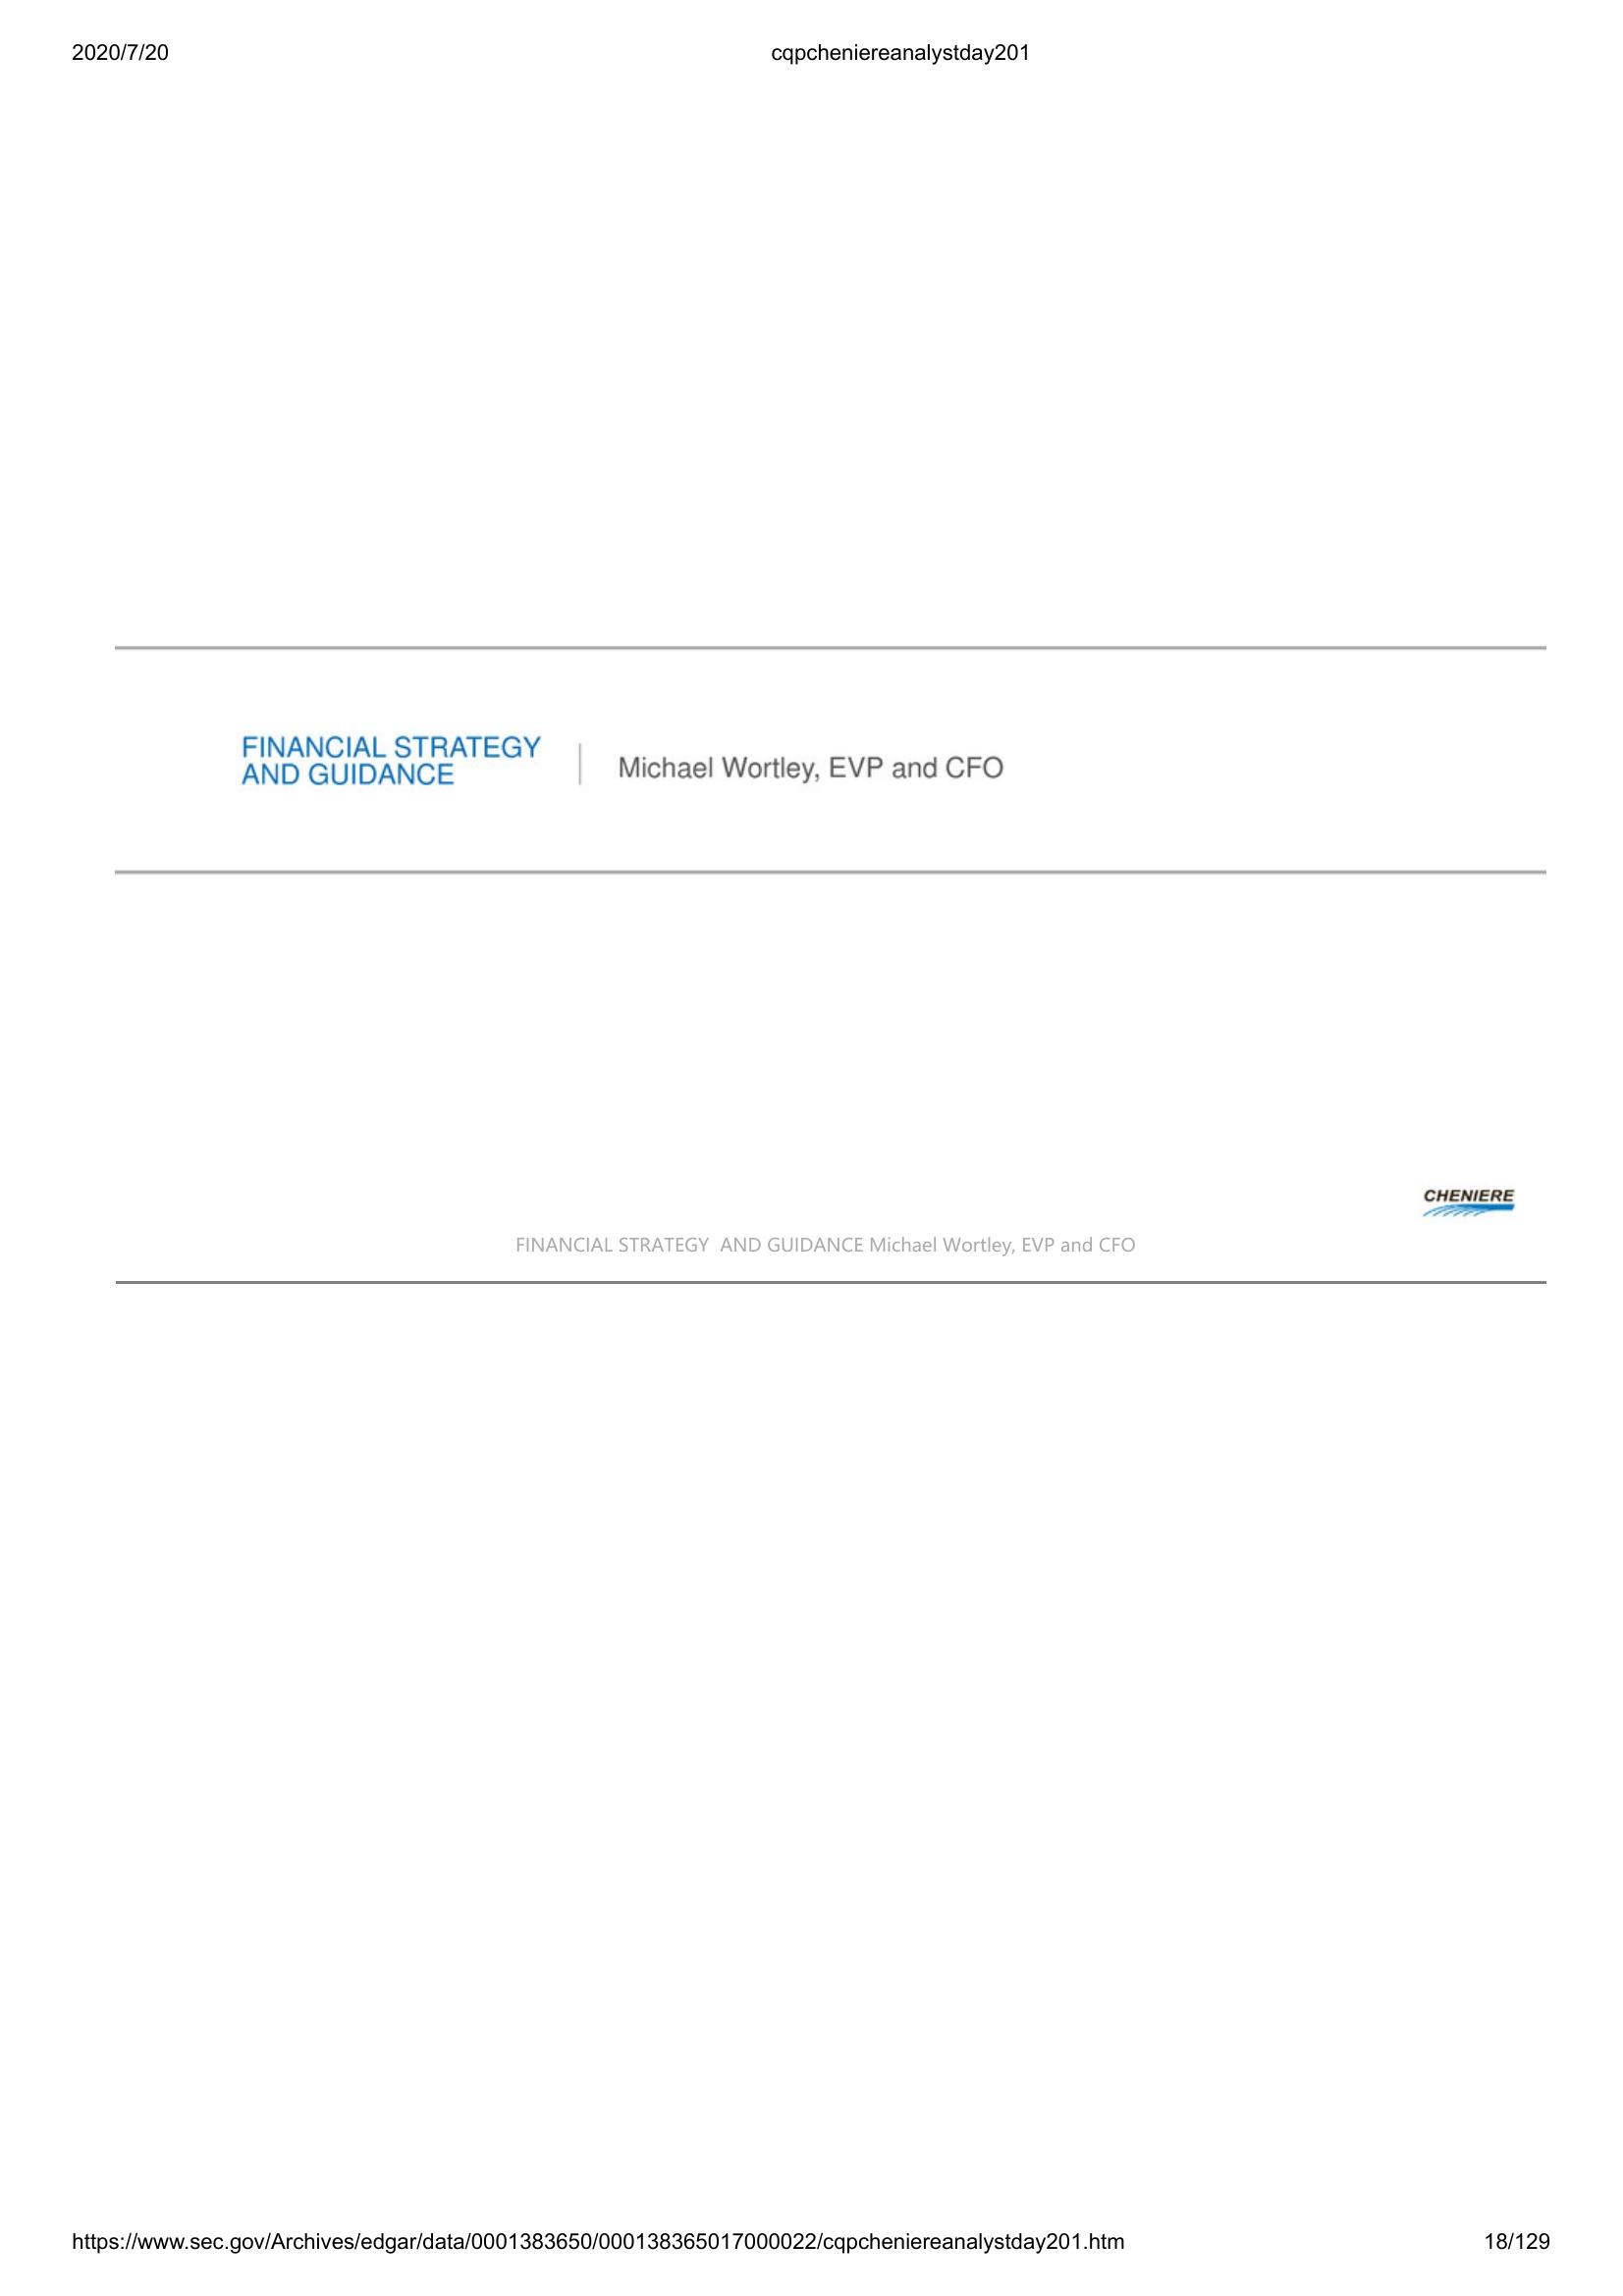 2020/7/20
cqpcheniereanalystday201
FINANCIAL STRATEGY
AND GUIDANCE
Michael Wortley, EVP and CFO
CHENIERE
FINANCIAL STRATEGY  AND GUIDANCE Michael Wortley, EVP and CFO
https://www.sec.gov/Archives/edgar/data/0001383650/000138365017000022/cqpcheniereanalystday201.htm
18/129